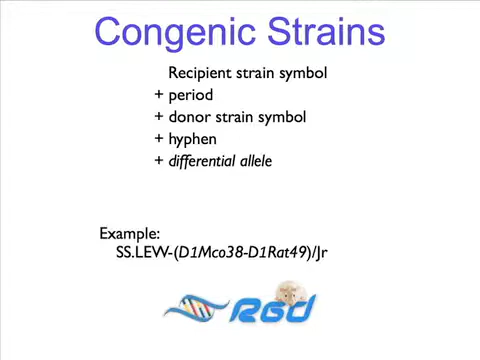 Congenic Strains
Recipient strain symbol
+ period
+ donor strain symbol
+ hyphen
+ differential allele
Example:
SS.LEW-(D1Mco38-D1Rat49)/Jr
RGD